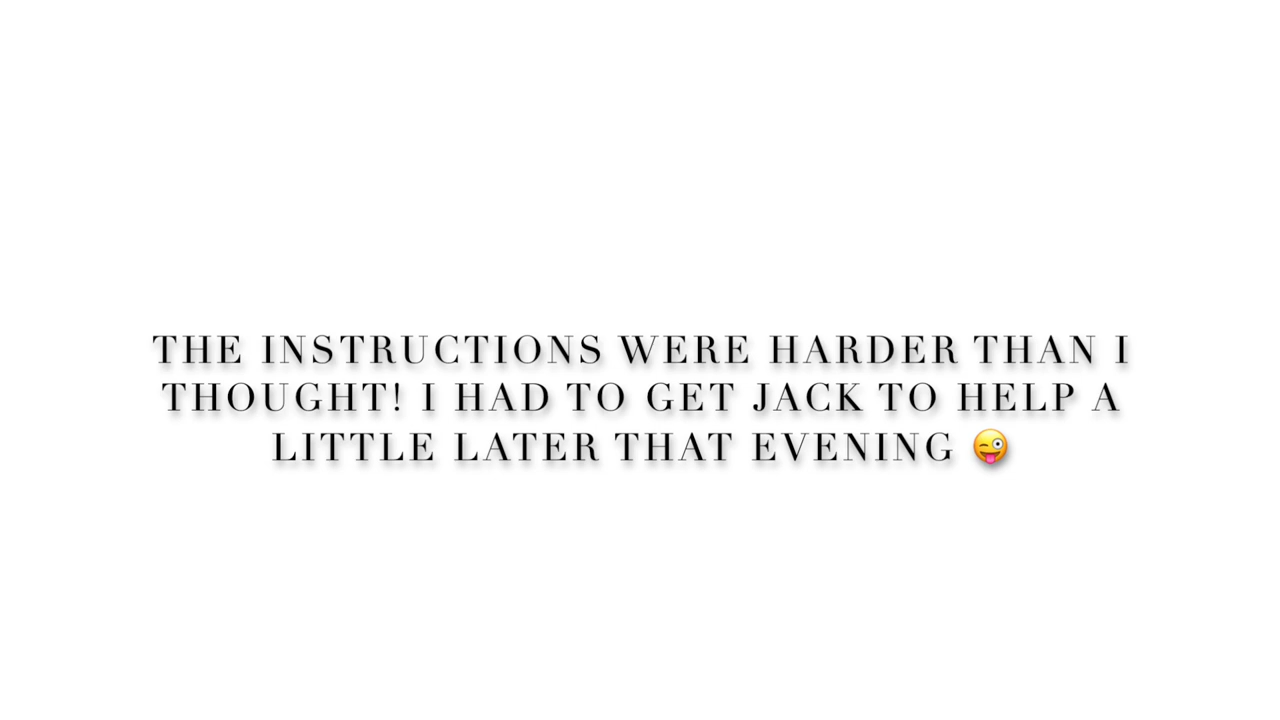 THE INSTRUCTIONS WERE HARDER THAN I
THOUGHT! I HAD TO GET JACK TO HELP A
LITTLE LATER THAT EVENING 😜